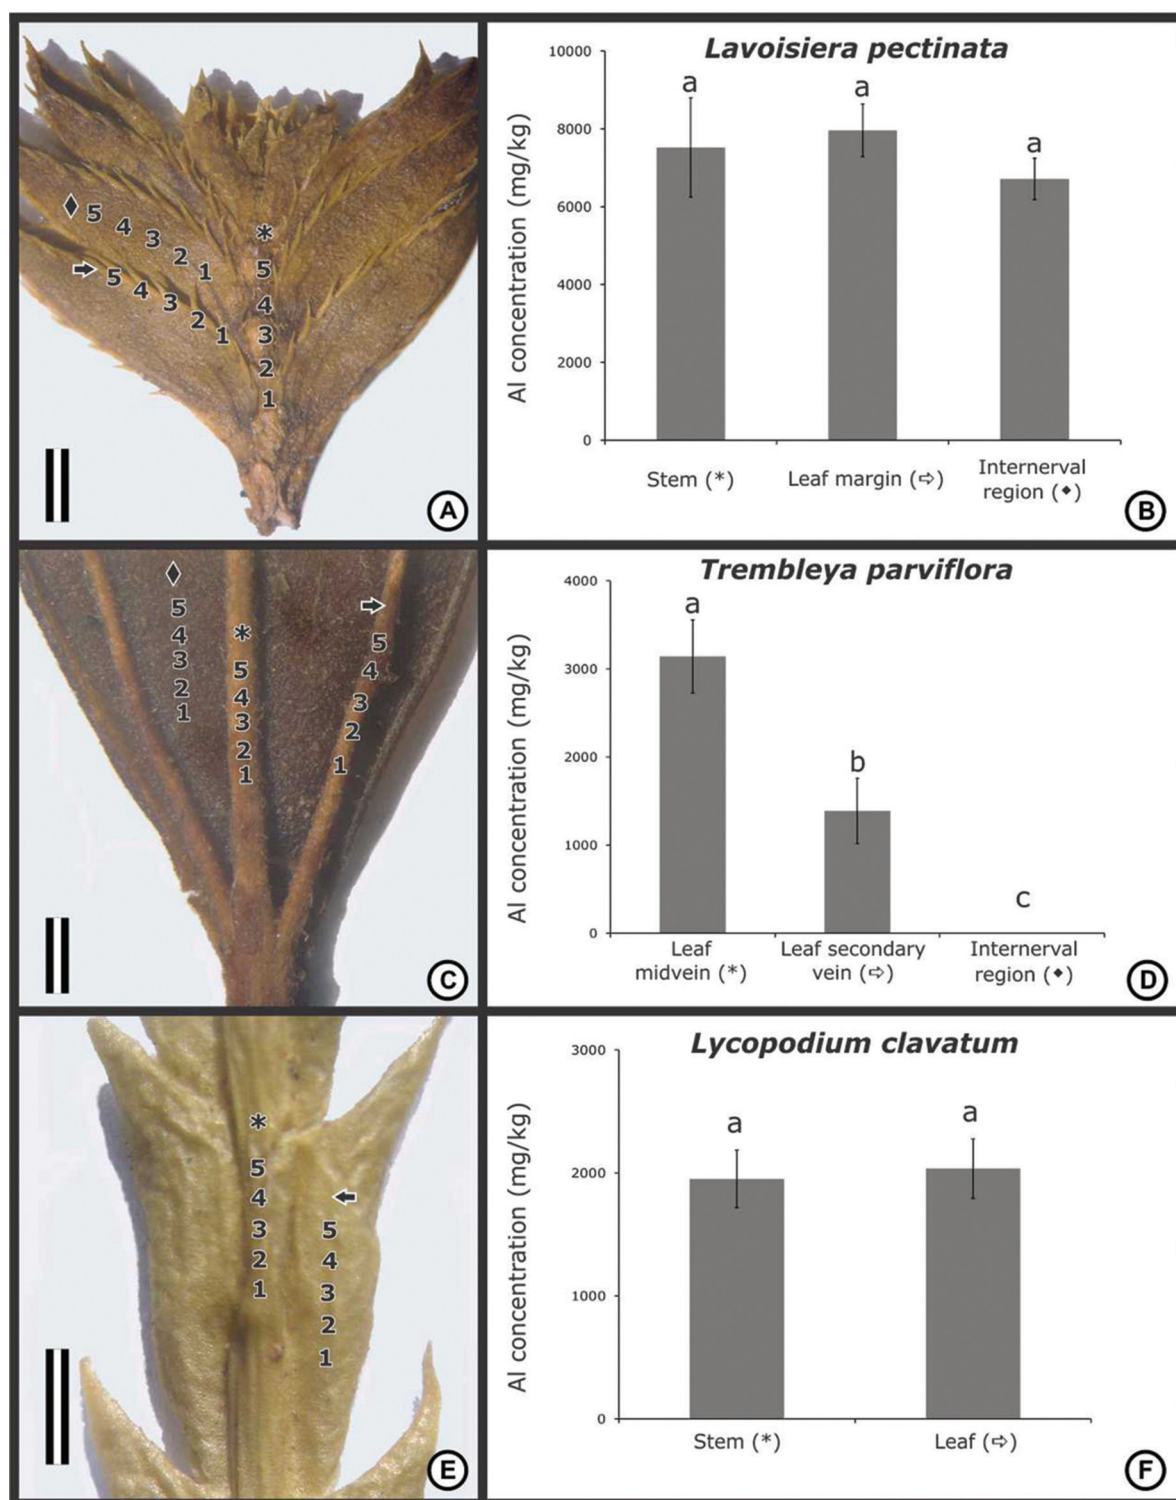 5
4
3
2
1
5
4
3
2
1
*
5
4
3
2
1
A
Lavoisiera pectinata
Al concentration (mg/kg)
10000
8000
6000
4000
2000
0
a
a
a
Stem (*)
Leaf margin (⇨)
Internerval
region (◆)
B
5
4
3
2
1
*
5
4
3
2
1
5
4
3
2
1
C
Trembleya parviflora
Al concentration (mg/kg)
4000
3000
2000
1000
0
a
b
c
Leaf
midvein (*)
Leaf secondary
vein (⇨)
Internerval
region (◆)
D
*
5
4
3
2
1
5
4
3
2
1
E
Lycopodium clavatum
Al concentration (mg/kg)
3000
2000
1000
0
a
a
Stem (*)
Leaf (⇨)
F